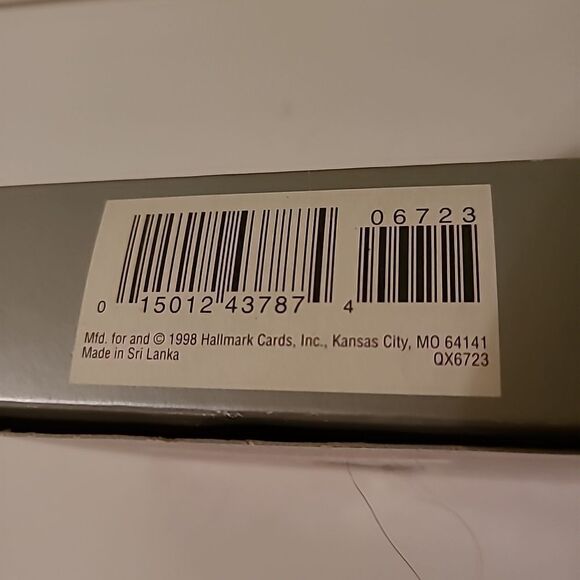 06723
0 15012 43787 4
Mfd. for and © 1998 Hallmark Cards, Inc., Kansas City, MO 64141
Made in Sri Lanka QX6723